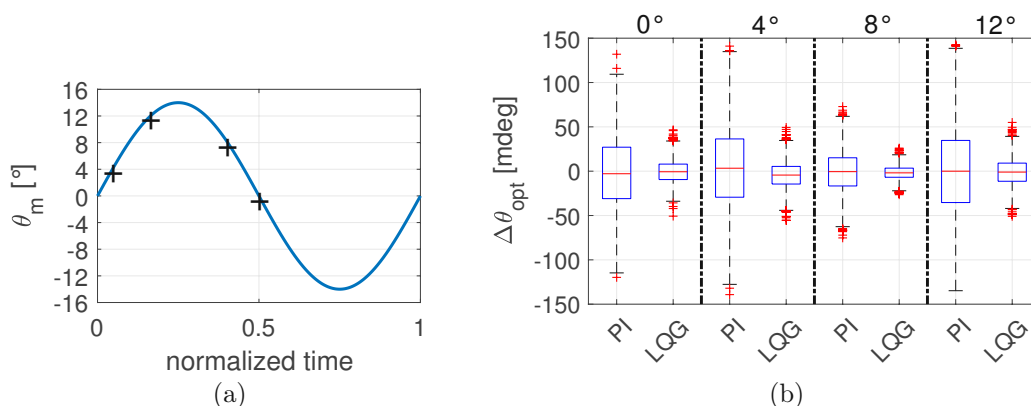 16
12
8
4
0
-4
-8
-12
-16
θm [°]
0
0.5
1
normalized time
(a)
0° 4° 8° 12°
150
100
50
0
-50
-100
-150
Δθopt [mdeg]
PI LQG PI LQG PI LQG PI LQG
(b)